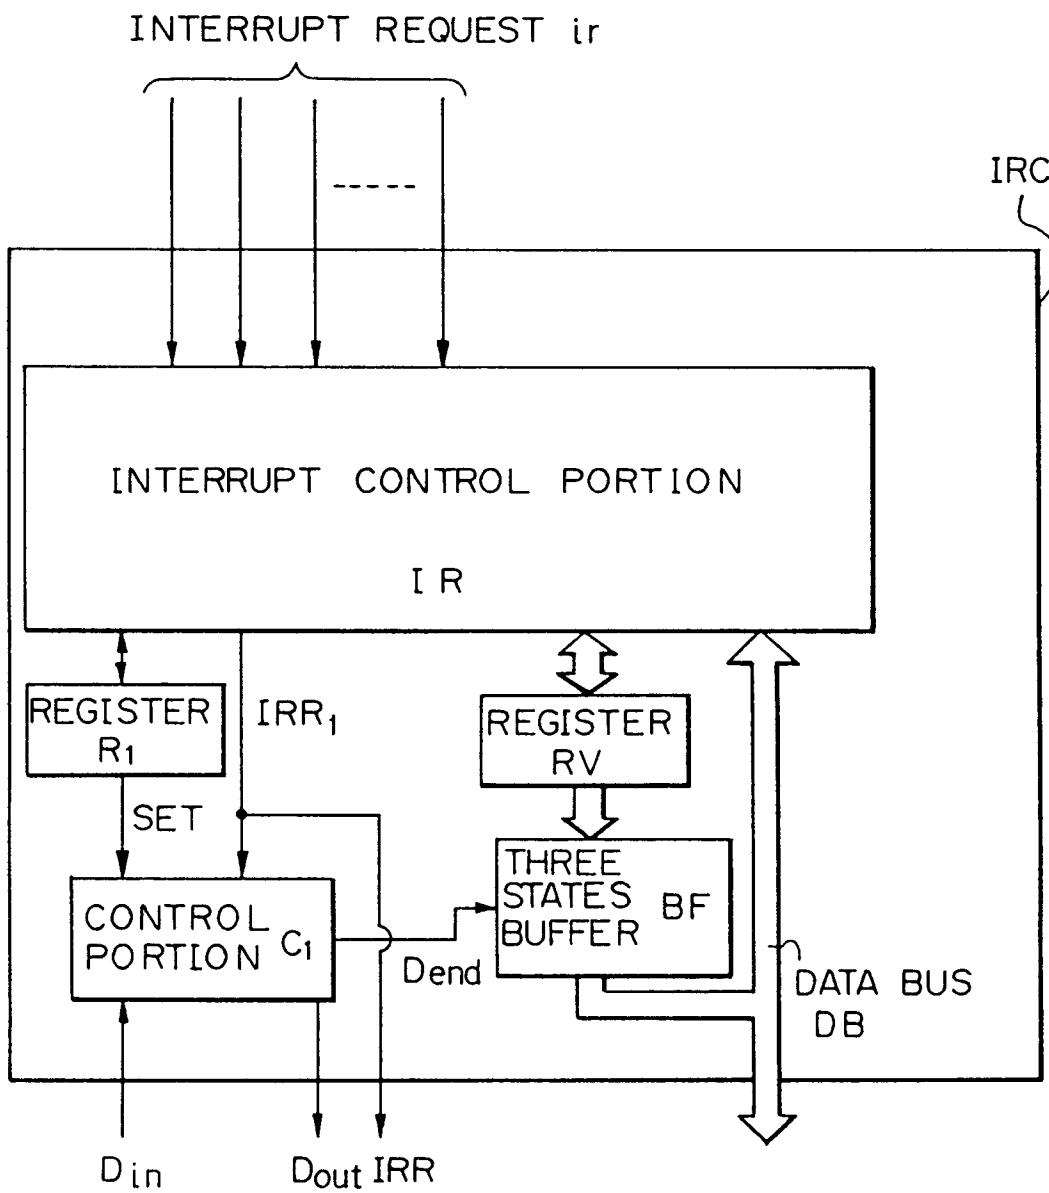 INTERRUPT REQUEST ir
IRC
INTERRUPT CONTROL PORTION
IR
REGISTER
R1
IRR1
REGISTER
RV
SET
THREE
STATES
BUFFER BF
CONTROL
PORTION C1
Dend
DATA BUS
DB
Din
Dout
IRR